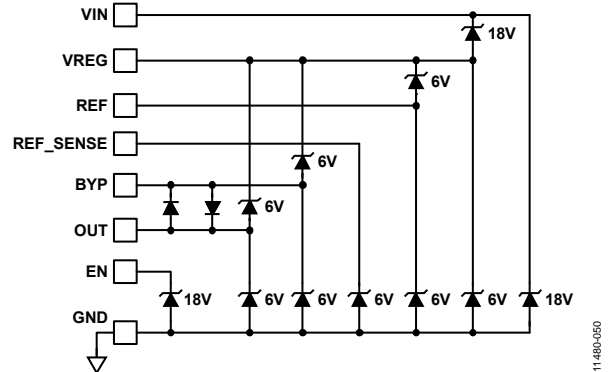 VIN
18V
VREG
6V
REF
REF_SENSE
6V
BYP
6V
OUT
EN
18V 6V 6V 6V 6V 6V 18V
GND
11480-050